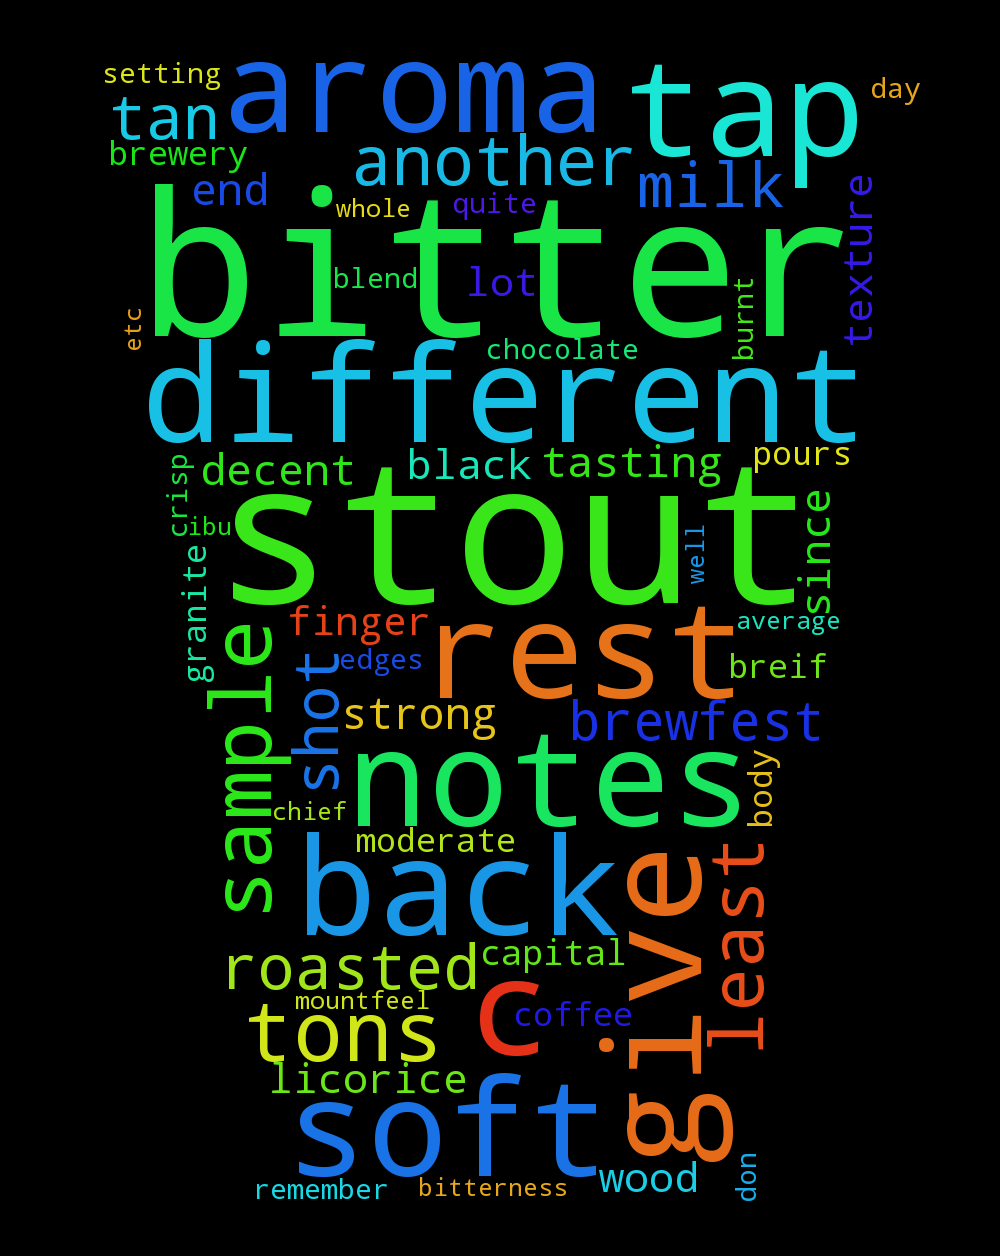 setting
aroma
tap
day
tan
brewery
another
milk
end
whole
quite
texture
bitter
blend
lot
burnt
etc
chocolate
different
crisp
decent
black
tasting
pours
stout
ibu
well
since
granite
finger
rest
average
sample
shot
edges
breif
strong
brewfest
notes
body
chief
moderate
back
give
least
roasted
capital
mountfeel
tons
c
coffee
licorice
soft
wood
don
remember
bitterness